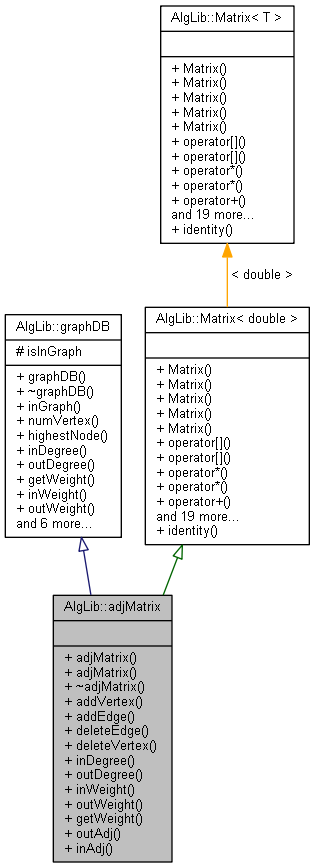 AlgLib::Matrix< T >
+ Matrix()
+ Matrix()
+ Matrix()
+ Matrix()
+ Matrix()
+ operator[]()
+ operator[]()
+ operator*()
+ operator*()
+ operator+()
and 19 more...
+ identity()
< double >
AlgLib::graphDB
# isInGraph
+ graphDB()
+ ~graphDB()
+ inGraph()
+ numVertex()
+ highestNode()
+ inDegree()
+ outDegree()
+ getWeight()
+ inWeight()
+ outWeight()
and 6 more...
AlgLib::Matrix< double >
+ Matrix()
+ Matrix()
+ Matrix()
+ Matrix()
+ Matrix()
+ operator[]()
+ operator[]()
+ operator*()
+ operator*()
+ operator+()
and 19 more...
+ identity()
AlgLib::adjMatrix
+ adjMatrix()
+ adjMatrix()
+ ~adjMatrix()
+ addVertex()
+ addEdge()
+ deleteEdge()
+ deleteVertex()
+ inDegree()
+ outDegree()
+ inWeight()
+ outWeight()
+ getWeight()
+ outAdj()
+ inAdj()